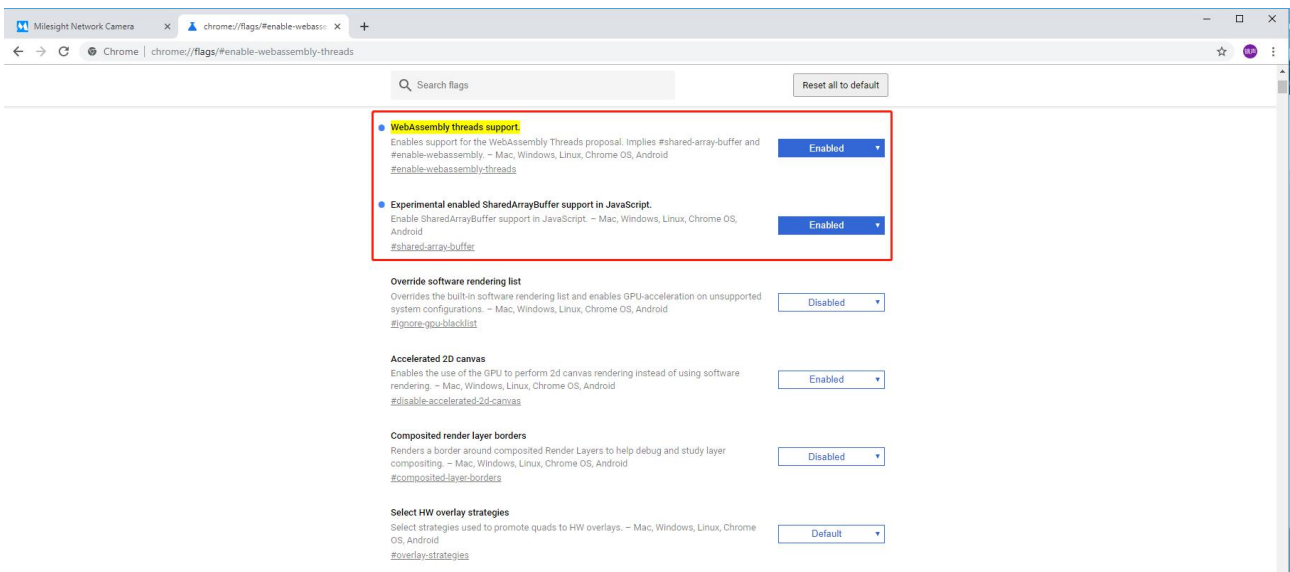 Milesight Network Camera
chrome://flags/#enable-webasse
Chrome | chrome://flags/#enable-webassembly-threads
Search flags
Reset all to default
WebAssembly threads support.
Enables support for the WebAssembly Threads proposal. Implies #shared-array-buffer and
#enable-webassembly. – Mac, Windows, Linux, Chrome OS, Android
#enable-webassembly-threads
Enabled
Experimental enabled SharedArrayBuffer support in JavaScript.
Enable SharedArrayBuffer support in JavaScript. – Mac, Windows, Linux, Chrome OS,
Android
#shared-array-buffer
Enabled
Override software rendering list
Overrides the built-in software rendering list and enables GPU-acceleration on unsupported
system configurations. – Mac, Windows, Linux, Chrome OS, Android
#ignore-gpu-blacklist
Disabled
Accelerated 2D canvas
Enables the use of the GPU to perform 2d canvas rendering instead of using software
rendering. – Mac, Windows, Linux, Chrome OS, Android
#disable-accelerated-2d-canvas
Enabled
Composited render layer borders
Renders a border around composited Render Layers to help debug and study layer
compositing. – Mac, Windows, Linux, Chrome OS, Android
#composited-layer-borders
Disabled
Select HW overlay strategies
Select strategies used to promote quads to HW overlays. – Mac, Windows, Linux, Chrome
OS, Android
#overlay-strategies
Default